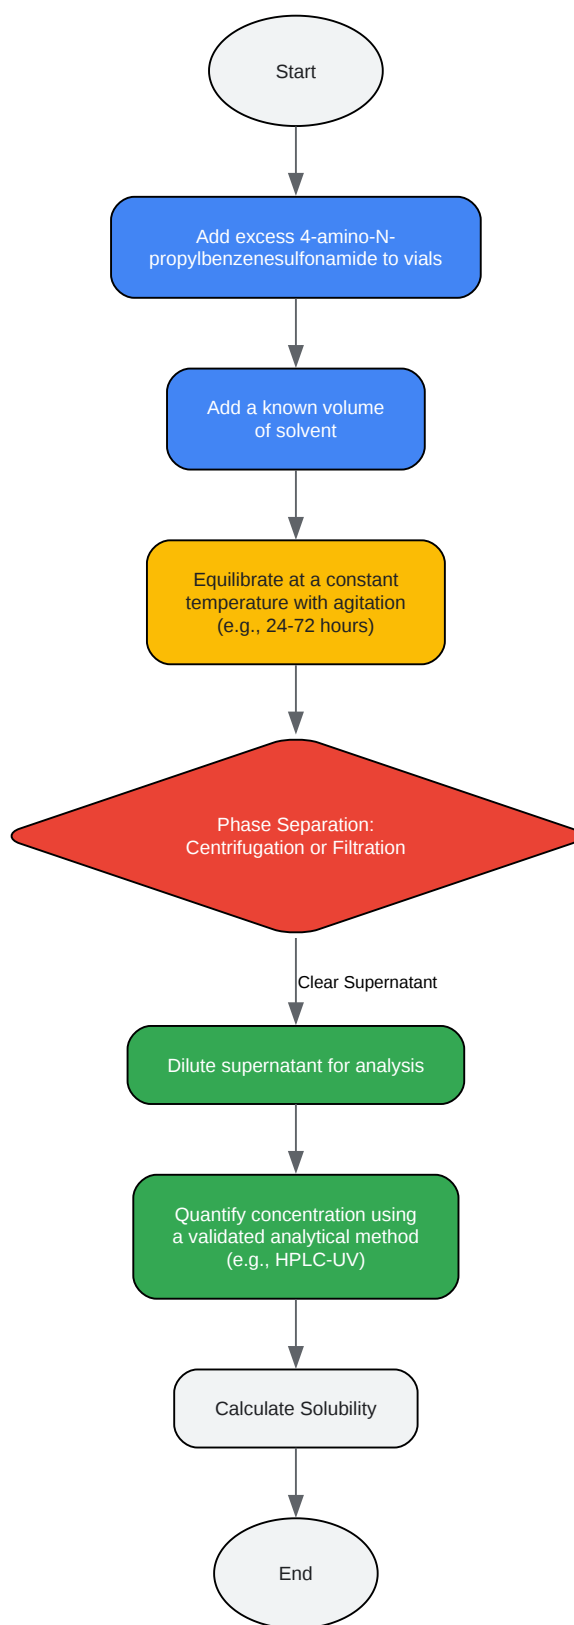 Start
Add excess 4-amino-N-
propylbenzenesulfonamide to vials
Add a known volume
of solvent
Equilibrate at a constant
temperature with agitation
(e.g., 24-72 hours)
Phase Separation:
Centrifugation or Filtration
Clear Supernatant
Dilute supernatant for analysis
Quantify concentration using
a validated analytical method
(e.g., HPLC-UV)
Calculate Solubility
End